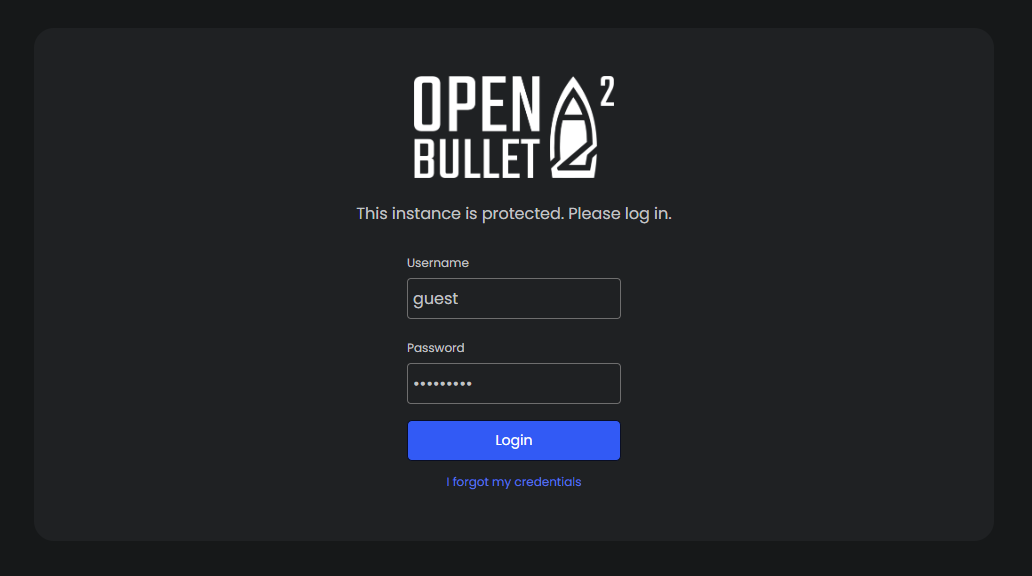 OPEN 2
BULLET
This instance is protected. Please log in.
Username
guest
Password
•••••••••
Login
I forgot my credentials